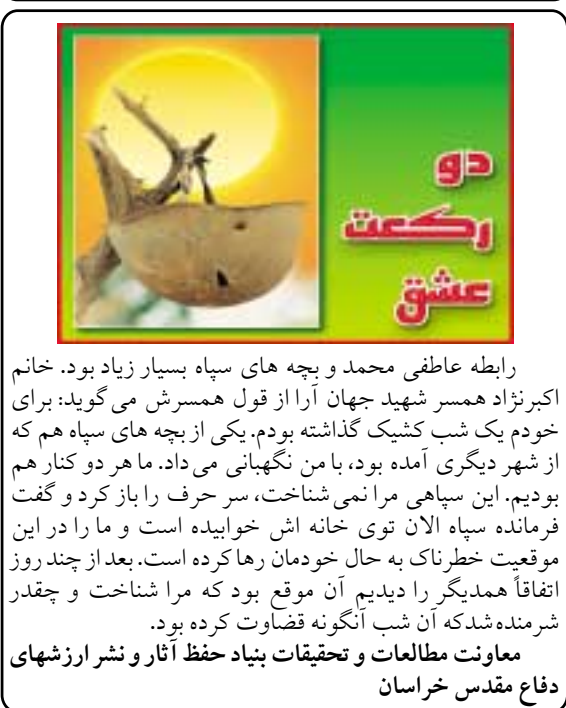 دو
رکعت
عشق
رابطه عاطفی محمد و بچه های سپاه بسیار زیاد بود. خانم
اکبرنژاد همسر شهید جهان آرا از قول همسرش می گوید: برای
خودم یک شب کشیک گذاشته بودم. یکی از بچه های سپاه هم که
از شهر دیگری آمده بود، با من نگهبانی می داد. ما هر دو کنار هم
بودیم. این سپاهی مرا نمی شناخت، سر حرف را باز کرد و گفت
فرمانده سپاه الان توی خانه اش خوابیده است و ما را در این
موقعیت خطرناک به حال خودمان رها کرده است. بعد از چند روز
اتفاقاً همدیگر را دیدیم آن موقع بود که مرا شناخت و چقدر
شرمنده شد که آن شب آنگونه قضاوت کرده بود.
معاونت مطالعات و تحقیقات بنیاد حفظ آثار و نشر ارزشهای
دفاع مقدس خراسان